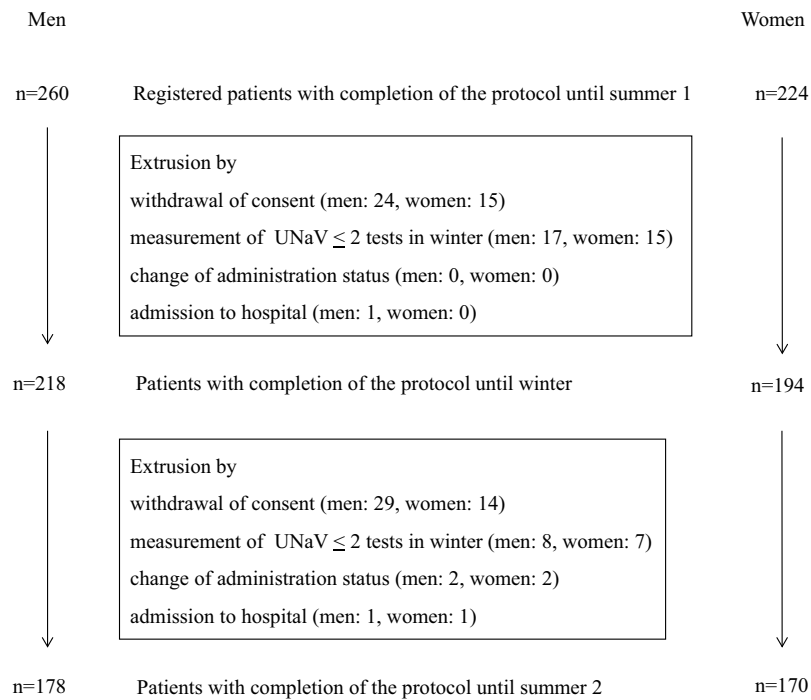 Men Women
n=260 Registered patients with completion of the protocol until summer 1 n=224
Extrusion by
withdrawal of consent (men: 24, women: 15)
measurement of UNaV ≤ 2 tests in winter (men: 17, women: 15)
change of administration status (men: 0, women: 0)
admission to hospital (men: 1, women: 0)
n=218 Patients with completion of the protocol until winter n=194
Extrusion by
withdrawal of consent (men: 29, women: 14)
measurement of UNaV ≤ 2 tests in winter (men: 8, women: 7)
change of administration status (men: 2, women: 2)
admission to hospital (men: 1, women: 1)
n=178 Patients with completion of the protocol until summer 2 n=170